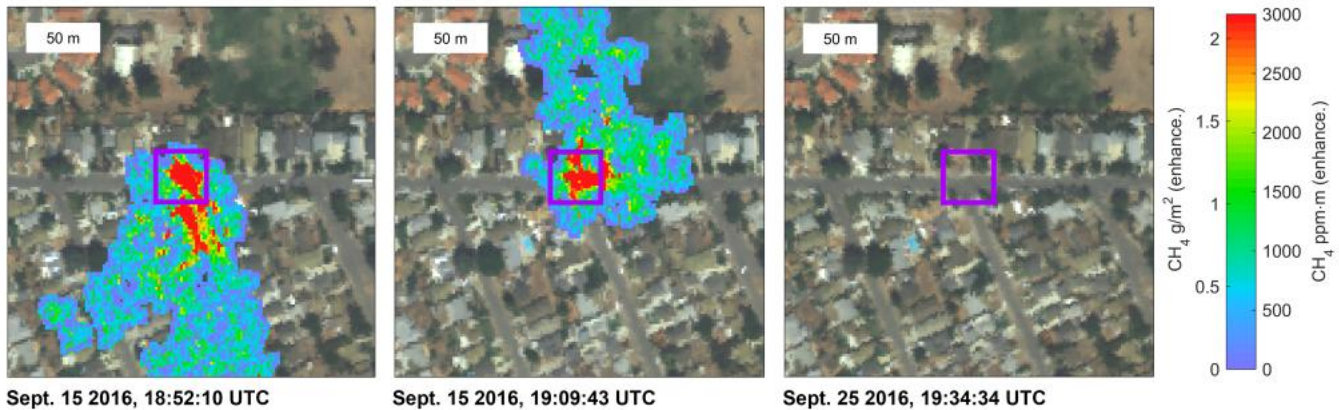 50 m
50 m
50 m
Sept. 15 2016, 18:52:10 UTC
Sept. 15 2016, 19:09:43 UTC
Sept. 25 2016, 19:34:34 UTC
2
1.5
1
0.5
0
CH₄ g/m² (enhance.)
3000
2500
2000
1500
1000
500
0
CH₄ ppm·m (enhance.)